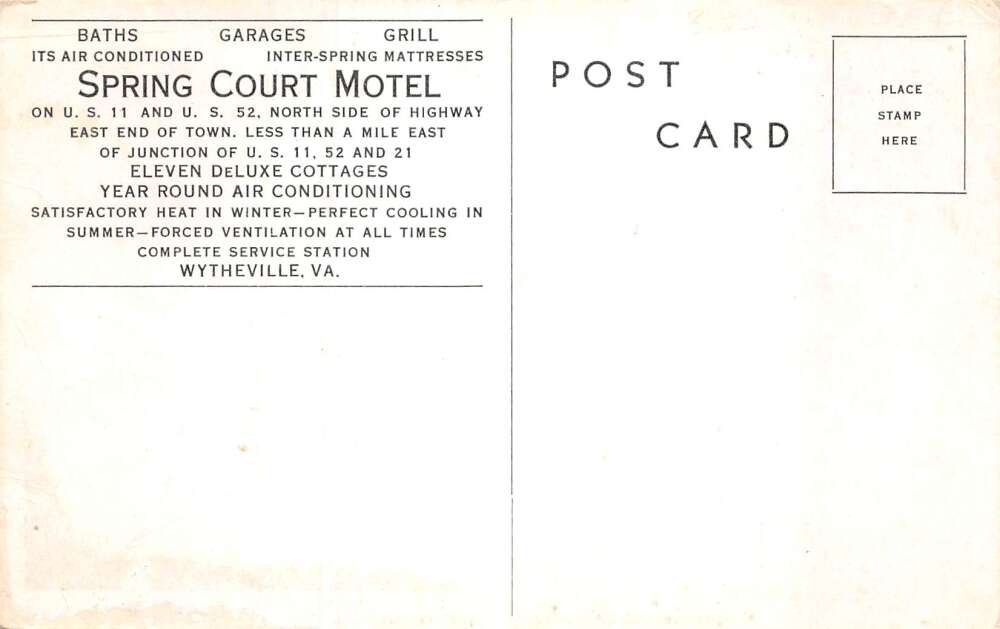 BATHS GARAGES GRILL
ITS AIR CONDITIONED INTER-SPRING MATTRESSES
SPRING COURT MOTEL
ON U. S. 11 AND U. S. 52, NORTH SIDE OF HIGHWAY
EAST END OF TOWN. LESS THAN A MILE EAST
OF JUNCTION OF U. S. 11, 52 AND 21
ELEVEN DELUXE COTTAGES
YEAR ROUND AIR CONDITIONING
SATISFACTORY HEAT IN WINTER—PERFECT COOLING IN
SUMMER—FORCED VENTILATION AT ALL TIMES
COMPLETE SERVICE STATION
WYTHEVILLE, VA.
POST
CARD
PLACE
STAMP
HERE